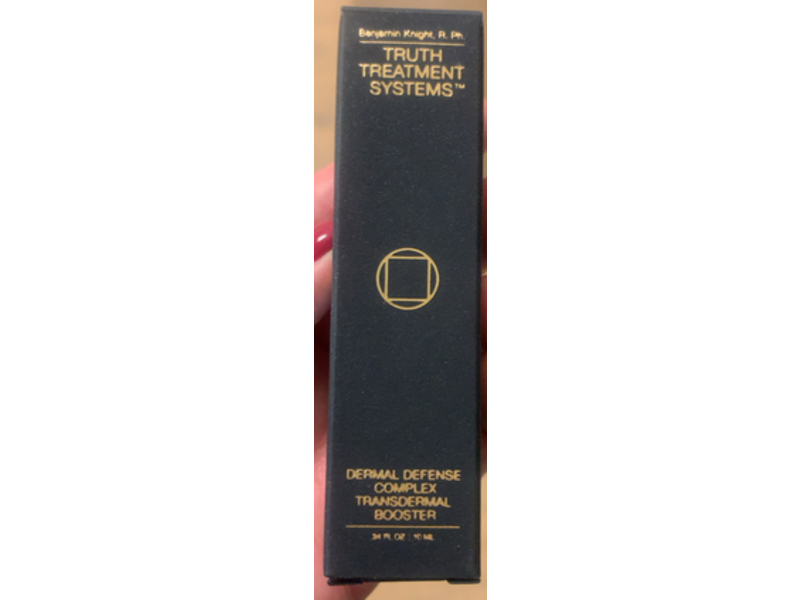 Benjamin Knight, R. Ph.
TRUTH
TREATMENT
SYSTEMS™
DERMAL DEFENSE
COMPLEX
TRANSDERMAL
BOOSTER
.34 FL OZ | 10 ML